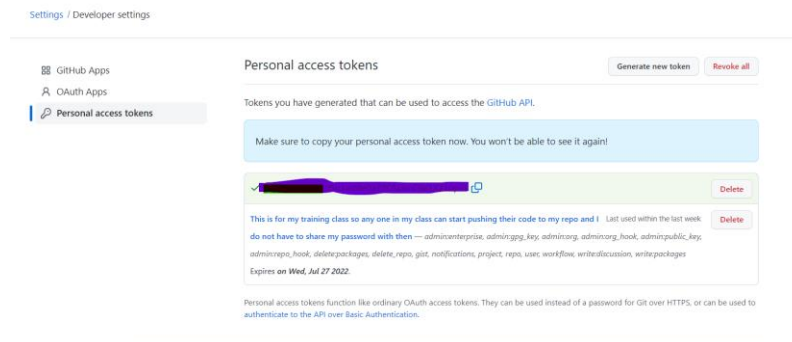 Settings / Developer settings
GitHub Apps
OAuth Apps
Personal access tokens
Personal access tokens
Generate new token
Revoke all
Tokens you have generated that can be used to access the GitHub API.
Make sure to copy your personal access token now. You won't be able to see it again!
Delete
This is for my training class so any one in my class can start pushing their code to my repo and I Last used within the last week
Delete
do not have to share my password with then — admin:enterprise, admin:gpg_key, admin:org, admin:org_hook, admin:public_key,
admin:repo_hook, delete:packages, delete_repo, gist, notifications, project, repo, user, workflow, write:discussion, write:packages
Expires on Wed, Jul 27 2022.
Personal access tokens function like ordinary OAuth access tokens. They can be used instead of a password for Git over HTTPS, or can be used to
authenticate to the API over Basic Authentication.